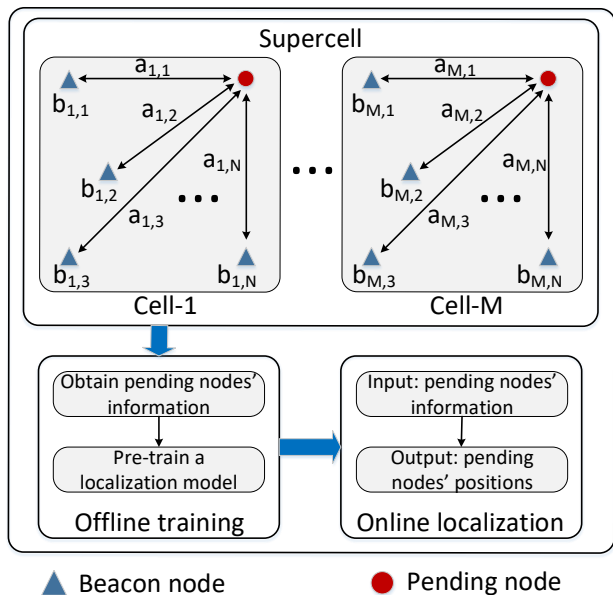 Supercell
a1,1
b1,1
a1,2
b1,2
a1,N
a1,3
b1,3
b1,N
Cell-1
...
aM,1
bM,1
aM,2
bM,2
aM,N
aM,3
bM,3
bM,N
Cell-M
Obtain pending nodes'
information
Pre-train a
localization model
Offline training
Input: pending nodes'
information
Output: pending
nodes' positions
Online localization
Beacon node
Pending node